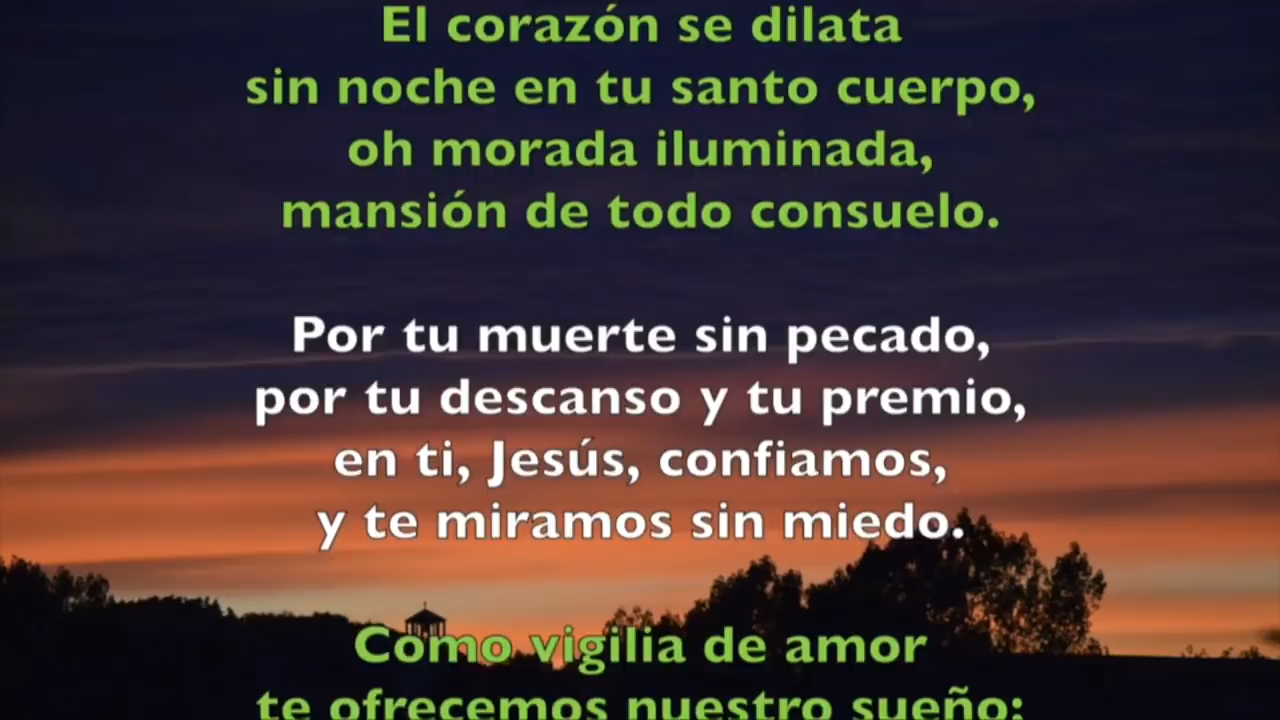 El corazón se dilata
sin noche en tu santo cuerpo,
oh morada iluminada,
mansión de todo consuelo.
Por tu muerte sin pecado,
por tu descanso y tu premio,
en ti, Jesús, confiamos,
y te miramos sin miedo.
Como vigilia de amor
te ofrecemos nuestro sueño;